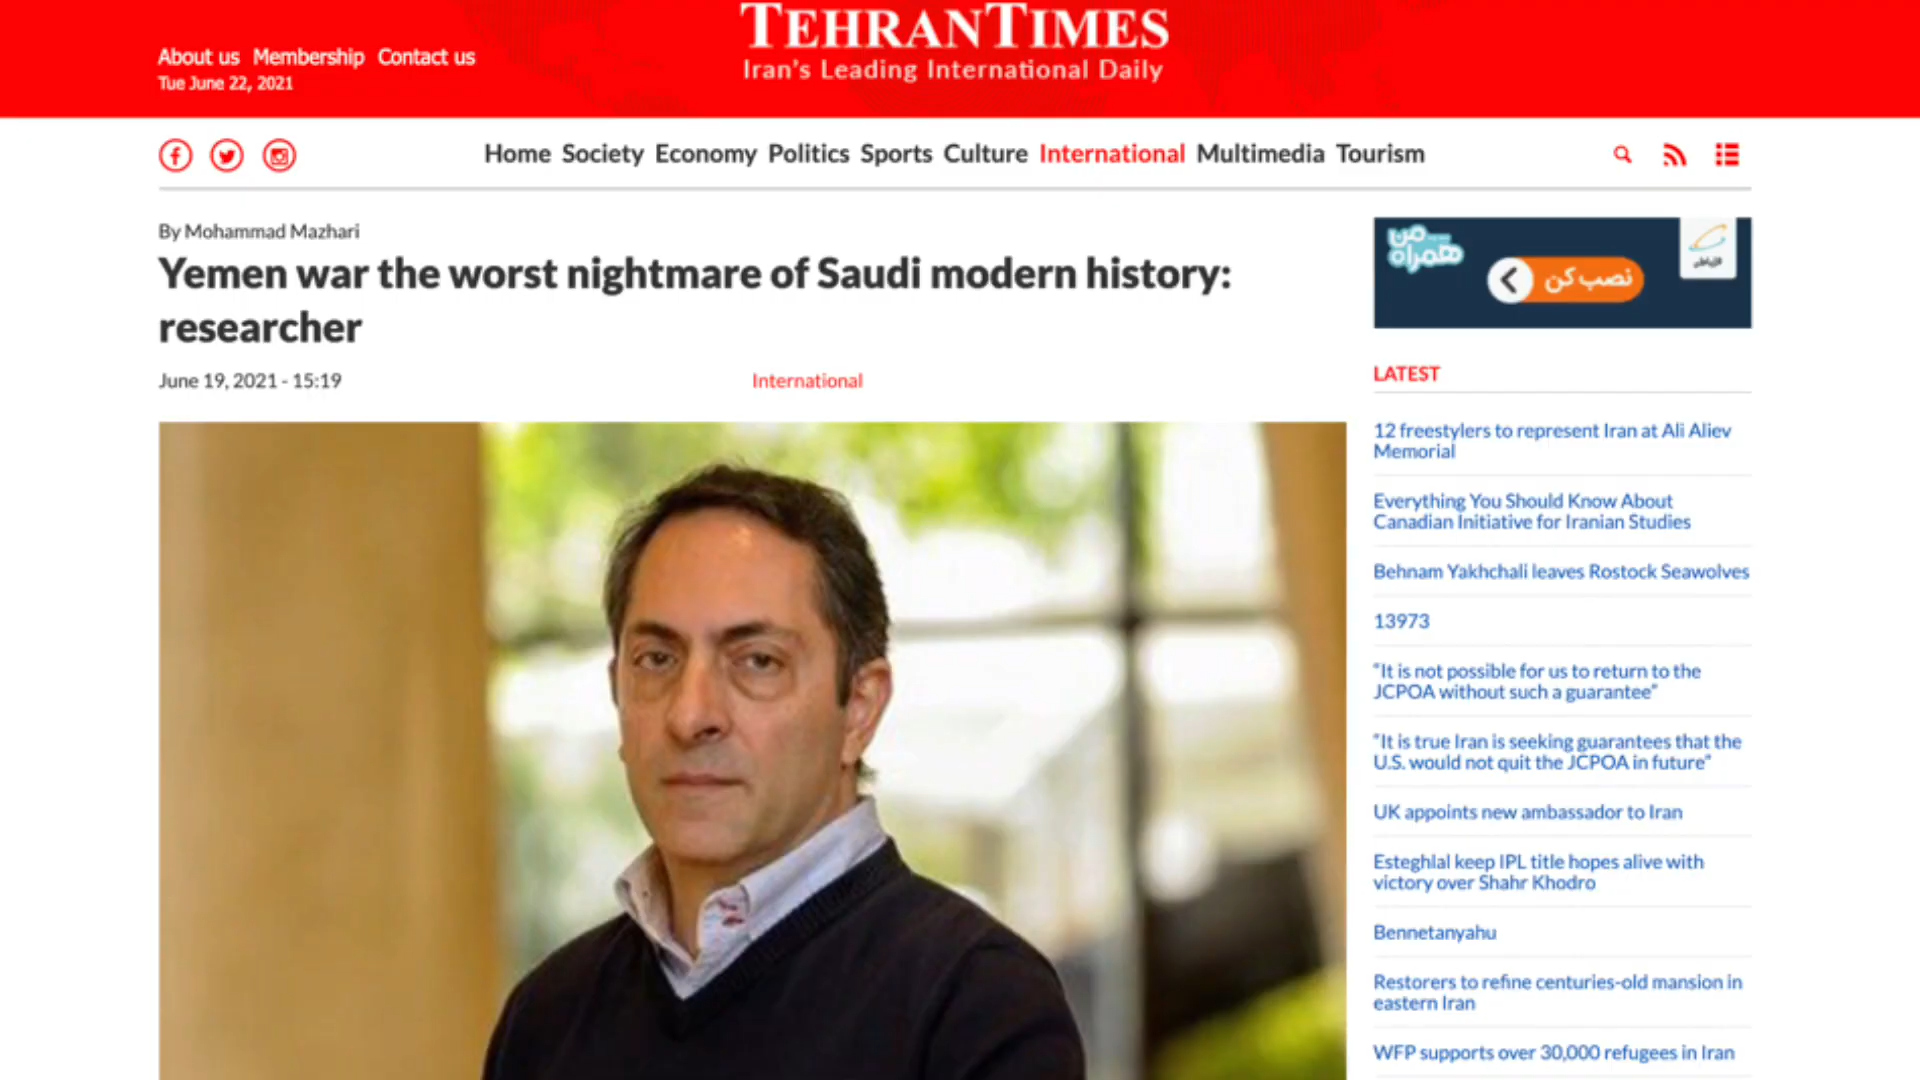 TEHRANTIMES
Iran's Leading International Daily
About us Membership Contact us
Tue June 22, 2021
Home Society Economy Politics Sports Culture International Multimedia Tourism
By Mohammad Mazhari
Yemen war the worst nightmare of Saudi modern history:
researcher
June 19, 2021 - 15:19
International
من
همراه
نصب کن
LATEST
12 freestylers to represent Iran at Ali Aliev
Memorial
Everything You Should Know About
Canadian Initiative for Iranian Studies
Behnam Yakhchali leaves Rostock Seawolves
13973
“It is not possible for us to return to the
JCPOA without such a guarantee”
“It is true Iran is seeking guarantees that the
U.S. would not quit the JCPOA in future”
UK appoints new ambassador to Iran
Esteghlal keep IPL title hopes alive with
victory over Shahr Khodro
Bennetanyahu
Restorers to refine centuries-old mansion in
eastern Iran
WFP supports over 30,000 refugees in Iran